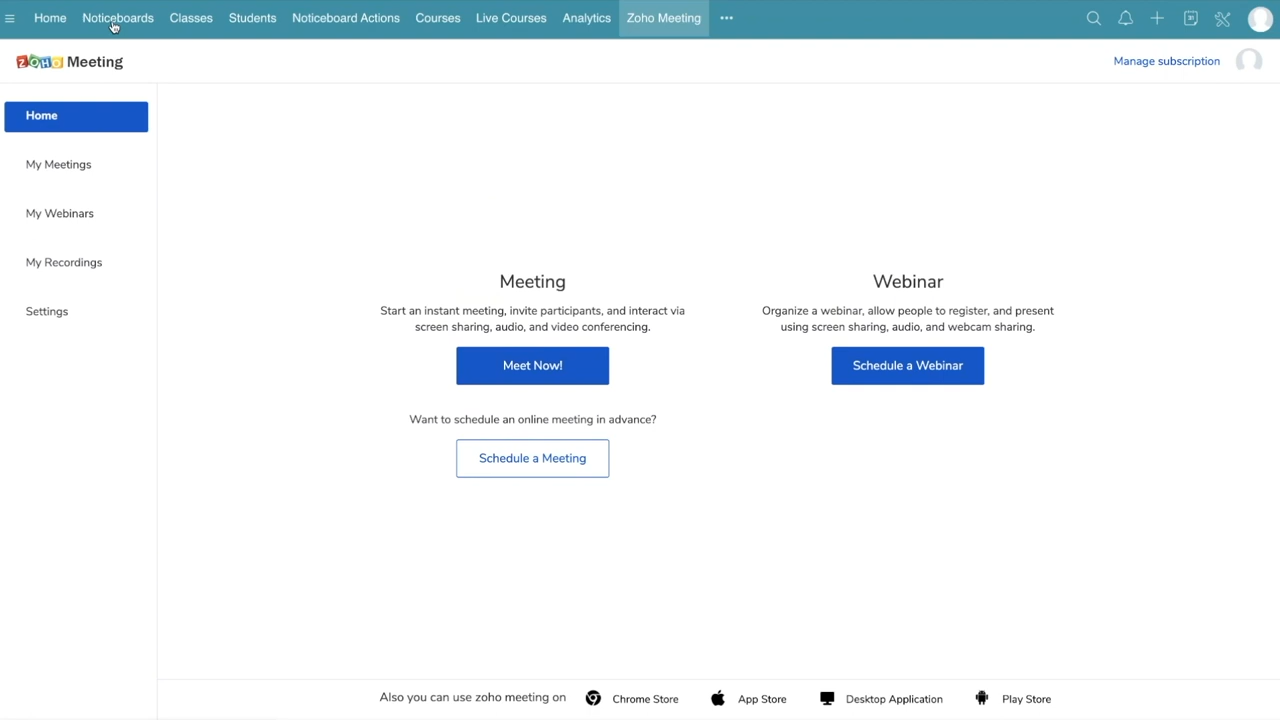 Home Noticeboards Classes Students Noticeboard Actions Courses Live Courses Analytics Zoho Meeting
ZOHO Meeting
Manage subscription
Home
My Meetings
My Webinars
My Recordings
Settings
Meeting
Start an instant meeting, invite participants, and interact via
screen sharing, audio, and video conferencing.
Meet Now!
Want to schedule an online meeting in advance?
Schedule a Meeting
Webinar
Organize a webinar, allow people to register, and present
using screen sharing, audio, and webcam sharing.
Schedule a Webinar
Also you can use zoho meeting on Chrome Store App Store Desktop Application Play Store